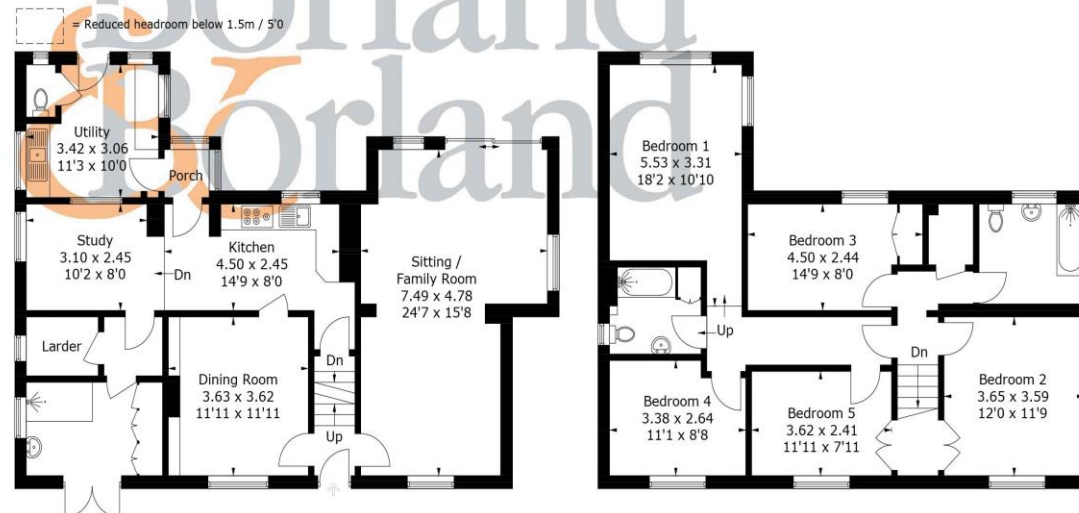 Borland
&
Borland
= Reduced headroom below 1.5m / 5'0
Utility
3.42 x 3.06
11'3 x 10'0
Porch
Study
3.10 x 2.45
10'2 x 8'0
Dn
Kitchen
4.50 x 2.45
14'9 x 8'0
Sitting /
Family Room
7.49 x 4.78
24'7 x 15'8
Larder
Dining Room
3.63 x 3.62
11'11 x 11'11
Dn
Up
Bedroom 1
5.53 x 3.31
18'2 x 10'10
Bedroom 3
4.50 x 2.44
14'9 x 8'0
Up
Dn
Bedroom 4
3.38 x 2.64
11'1 x 8'8
Bedroom 5
3.62 x 2.41
11'11 x 7'11
Bedroom 2
3.65 x 3.59
12'0 x 11'9